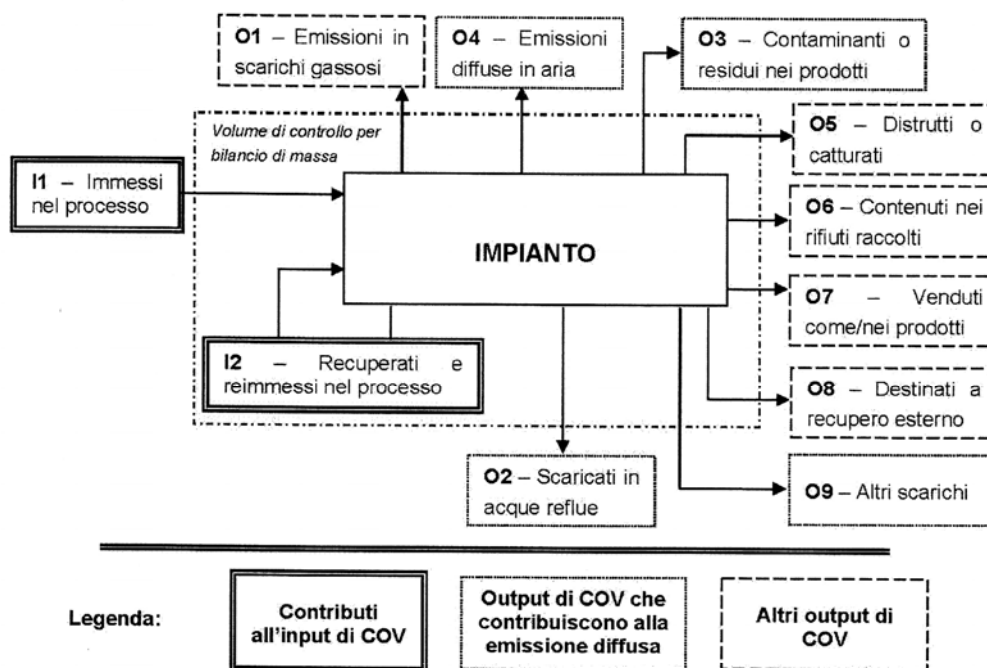 O1 – Emissioni in
scarichi gassosi
O4 – Emissioni
diffuse in aria
O3 – Contaminanti o
residui nei prodotti
Volume di controllo per
bilancio di massa
O5 – Distrutti o
catturati
I1 – Immessi
nel processo
O6 – Contenuti nei
rifiuti raccolti
IMPIANTO
O7 – Venduti
come/nei prodotti
I2 – Recuperati e
reimmessi nel processo
O8 – Destinati a
recupero esterno
O2 – Scaricati in
acque reflue
O9 – Altri scarichi
Legenda:
Contributi
all'input di COV
Output di COV che
contribuiscono alla
emissione diffusa
Altri output di
COV